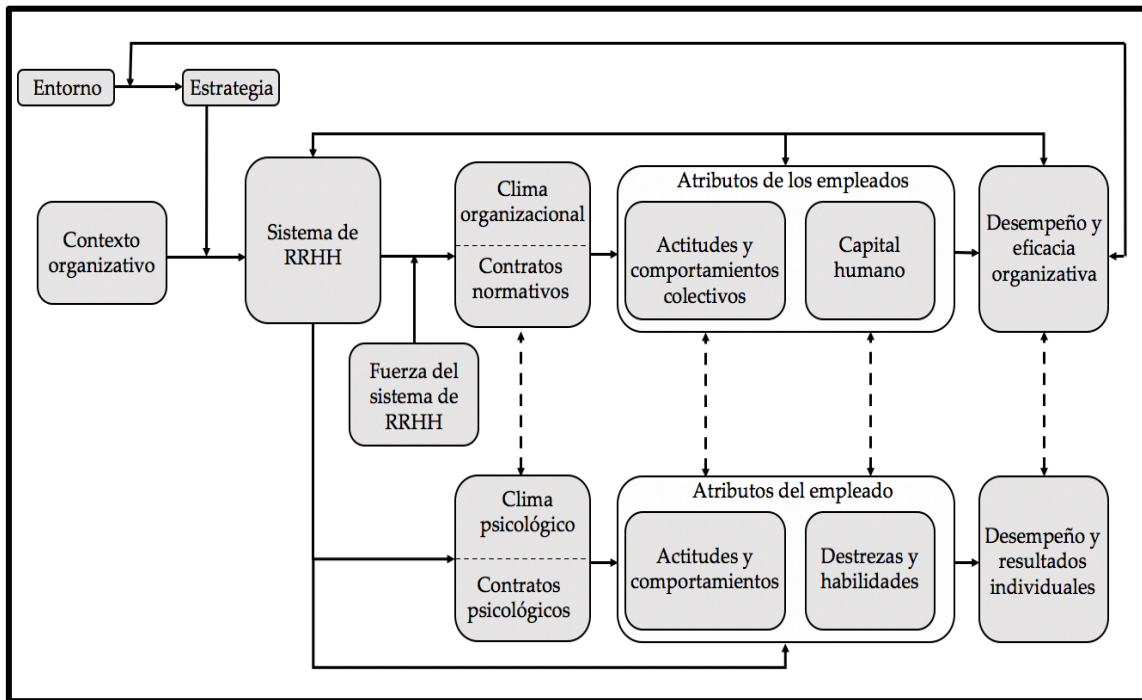 Entorno
Estrategia
Contexto
organizativo
Sistema de
RRHH
Fuerza del
sistema de
RRHH
Clima
organizacional
Contratos
normativos
Atributos de los empleados
Actitudes y
comportamientos
colectivos
Capital
humano
Desempeño y
eficacia
organizativa
Clima
psicológico
Contratos
psicológicos
Atributos del empleado
Actitudes y
comportamientos
Destrezas y
habilidades
Desempeño y
resultados
individuales